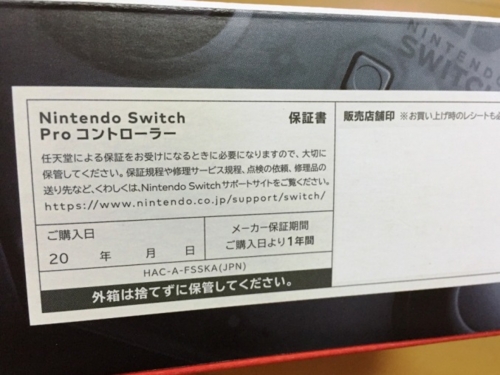 NINTENDO
SWITCH
Nintendo Switch
Pro コントローラー
保証書
販売店舗印 ※お買い上げ時のレシートも
任天堂による保証をお受けになるときに必要になりますので、大切に
保管してください。保証規程や修理サービス規程、点検の依頼、修理品の
送り先など、くわしくは、Nintendo Switchサポートサイトをご覧ください。
https://www.nintendo.co.jp/support/switch/
ご購入日
20 年 月 日
メーカー保証期間
ご購入日より1年間
HAC-A-FSSKA(JPN)
外箱は捨てずに保管してください。